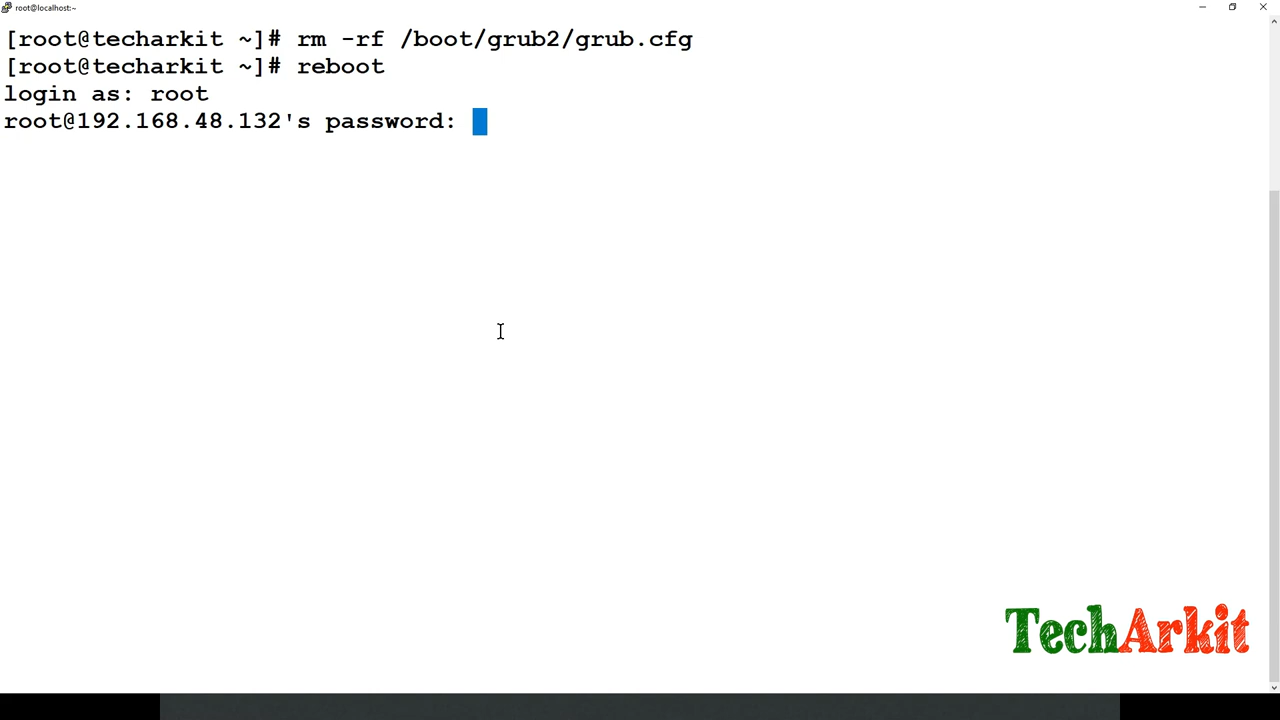 root@localhost:~
[root@techarkit ~]# rm -rf /boot/grub2/grub.cfg
[root@techarkit ~]# reboot
login as: root
root@192.168.48.132's password:
TechArkit